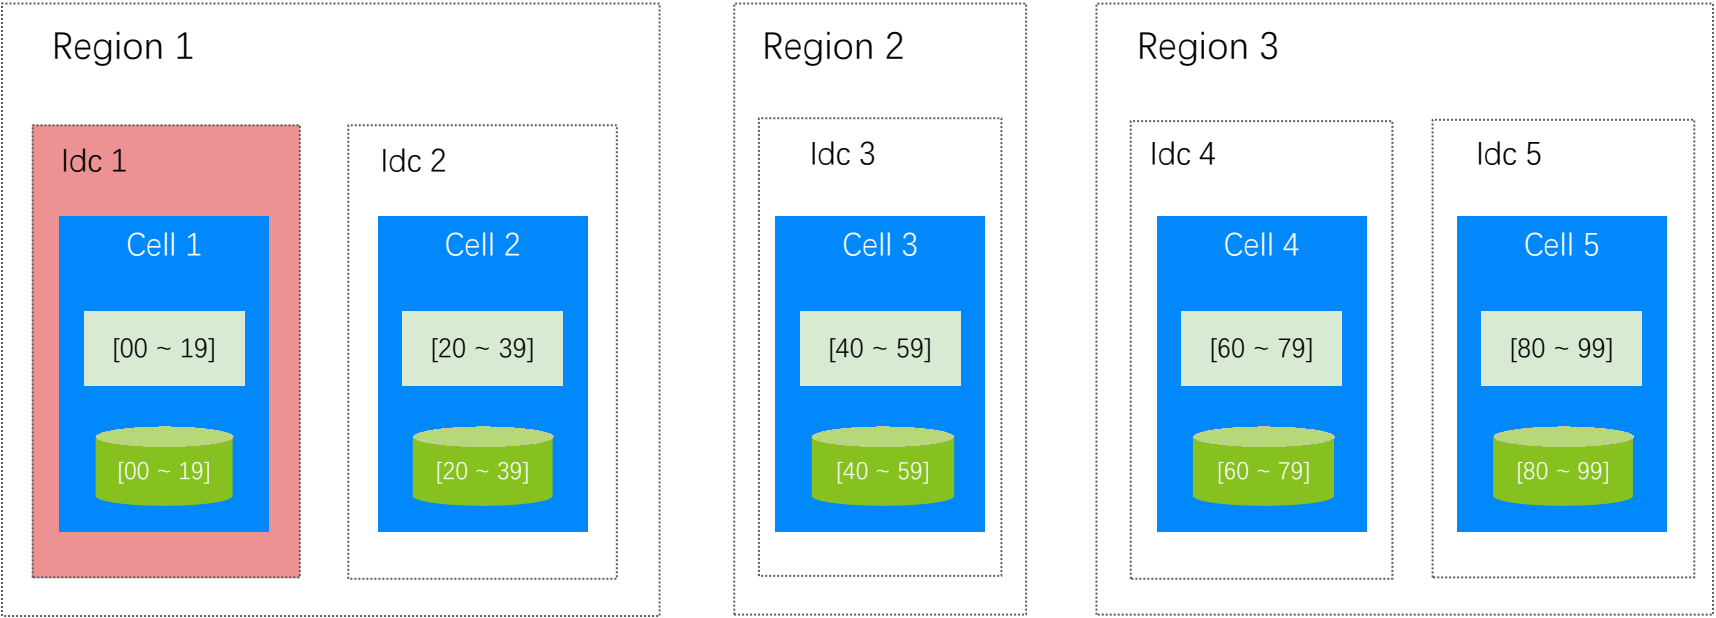 Region 1
Idc 1
Cell 1
[00 ~ 19]
[00 ~ 19]
Idc 2
Cell 2
[20 ~ 39]
[20 ~ 39]
Region 2
Idc 3
Cell 3
[40 ~ 59]
[40 ~ 59]
Region 3
Idc 4
Cell 4
[60 ~ 79]
[60 ~ 79]
Idc 5
Cell 5
[80 ~ 99]
[80 ~ 99]